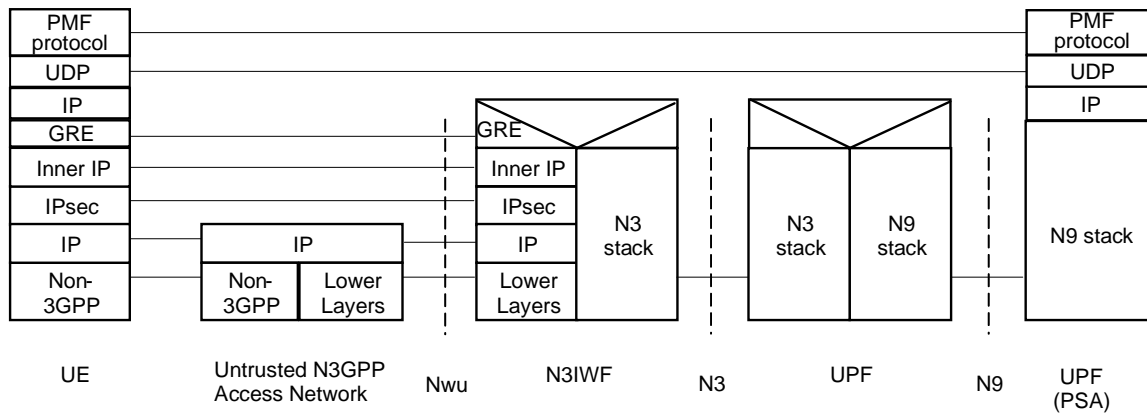 PMF
protocol
UDP
IP
GRE
Inner IP
IPsec
IP
Non-
3GPP
IP
Non-
3GPP
Lower
Layers
GRE
Inner IP
IPsec
IP
Lower
Layers
N3
stack
N3
stack
N9
stack
PMF
protocol
UDP
IP
N9 stack
UE
Untrusted N3GPP
Access Network
Nwu
N3IWF
N3
UPF
N9
UPF
(PSA)